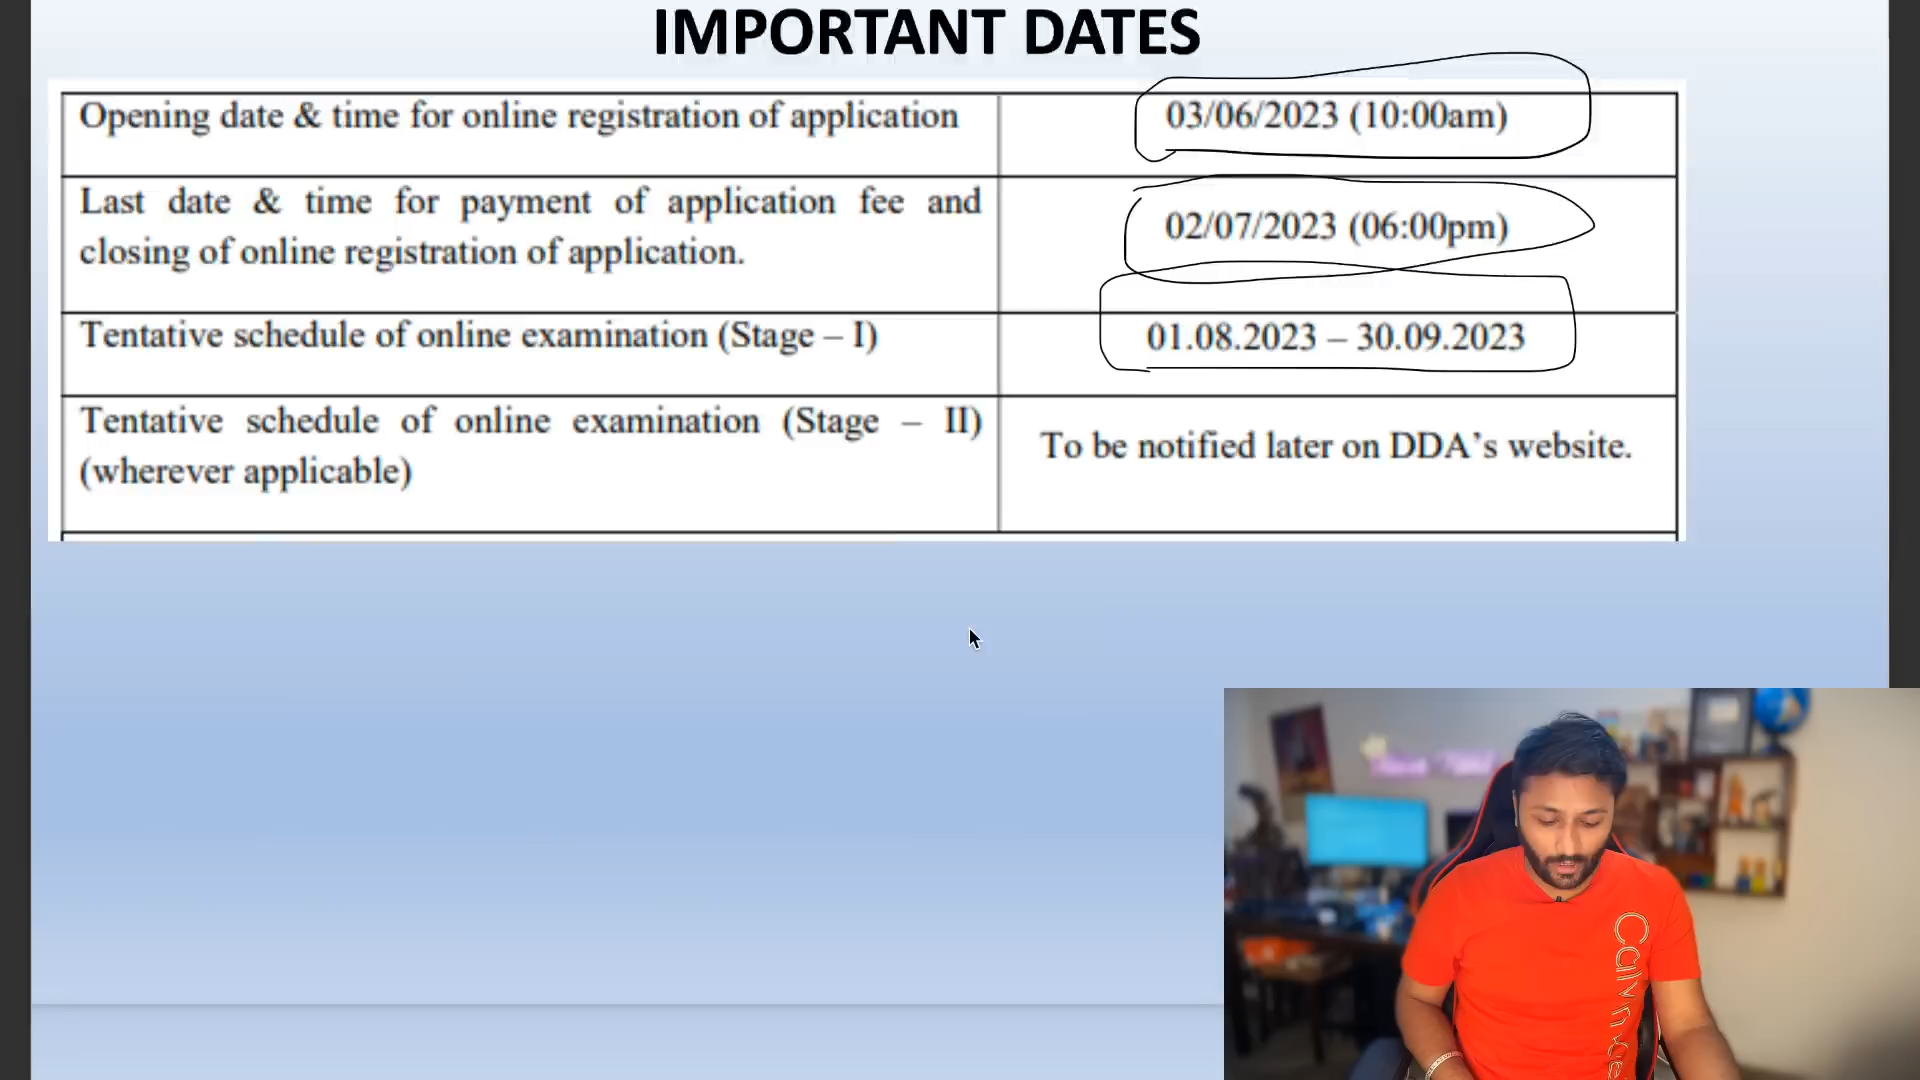 IMPORTANT DATES
Opening date & time for online registration of application
03/06/2023 (10:00am)
Last date & time for payment of application fee and
closing of online registration of application.
02/07/2023 (06:00pm)
Tentative schedule of online examination (Stage – I)
01.08.2023 – 30.09.2023
Tentative schedule of online examination (Stage – II)
(wherever applicable)
To be notified later on DDA's website.